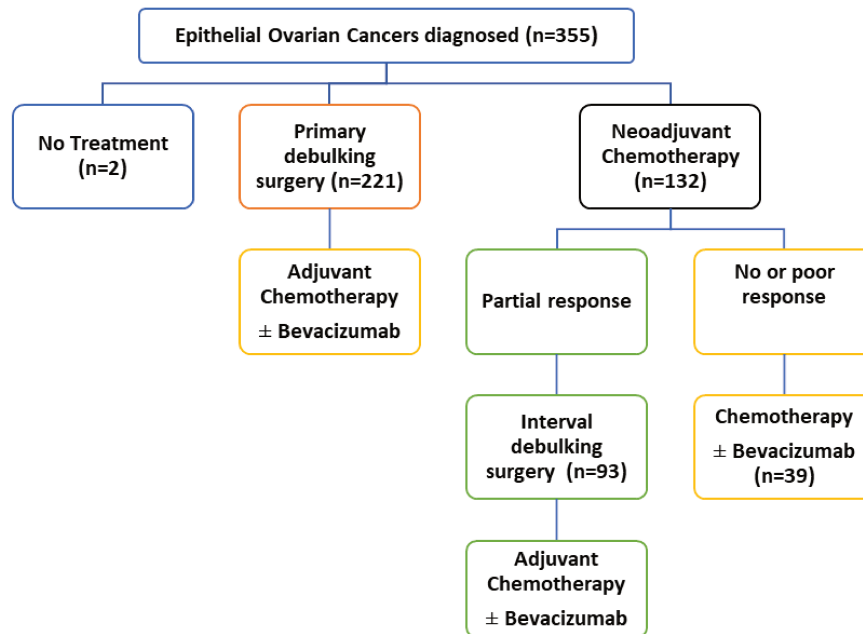 Epithelial Ovarian Cancers diagnosed (n=355)
No Treatment
(n=2)
Primary
debulking
surgery (n=221)
Neoadjuvant
Chemotherapy
(n=132)
Adjuvant
Chemotherapy
± Bevacizumab
Partial response
No or poor
response
Interval
debulking
surgery (n=93)
Chemotherapy
± Bevacizumab
(n=39)
Adjuvant
Chemotherapy
± Bevacizumab